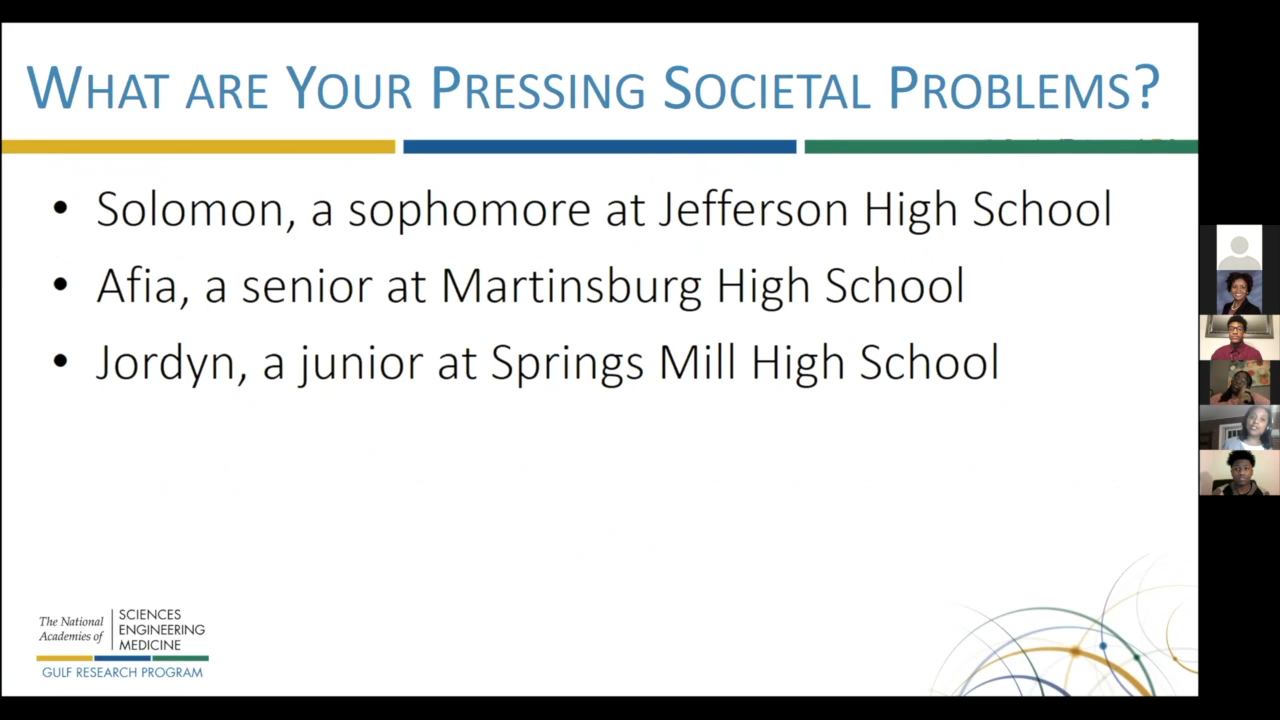 WHAT ARE YOUR PRESSING SOCIETAL PROBLEMS?
• Solomon, a sophomore at Jefferson High School
• Afia, a senior at Martinsburg High School
• Jordyn, a junior at Springs Mill High School
The National Academies of
SCIENCES
ENGINEERING
MEDICINE
GULF RESEARCH PROGRAM